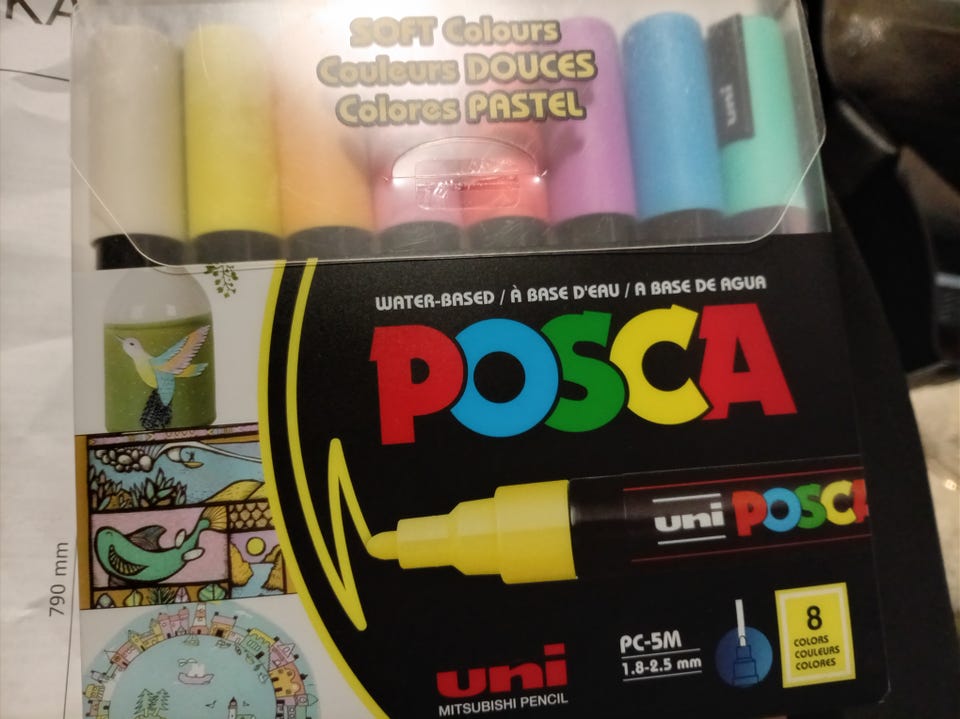 KA
SOFT Colours
Couleurs DOUCES
Colores PASTEL
WATER-BASED / À BASE D'EAU / A BASE DE AGUA
POSCA
uni POSCA
790 mm
PC-5M
1.8-2.5 mm
8
COLORS
COULEURS
COLORES
uni
MITSUBISHI PENCIL